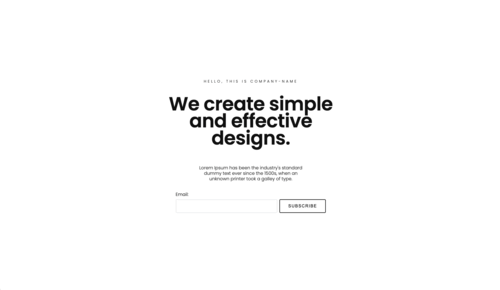 HELLO, THIS IS COMPANY-NAME
We create simple
and effective
designs.
Lorem Ipsum has been the industry's standard
dummy text ever since the 1500s, when an
unknown printer took a galley of type.
Email
SUBSCRIBE